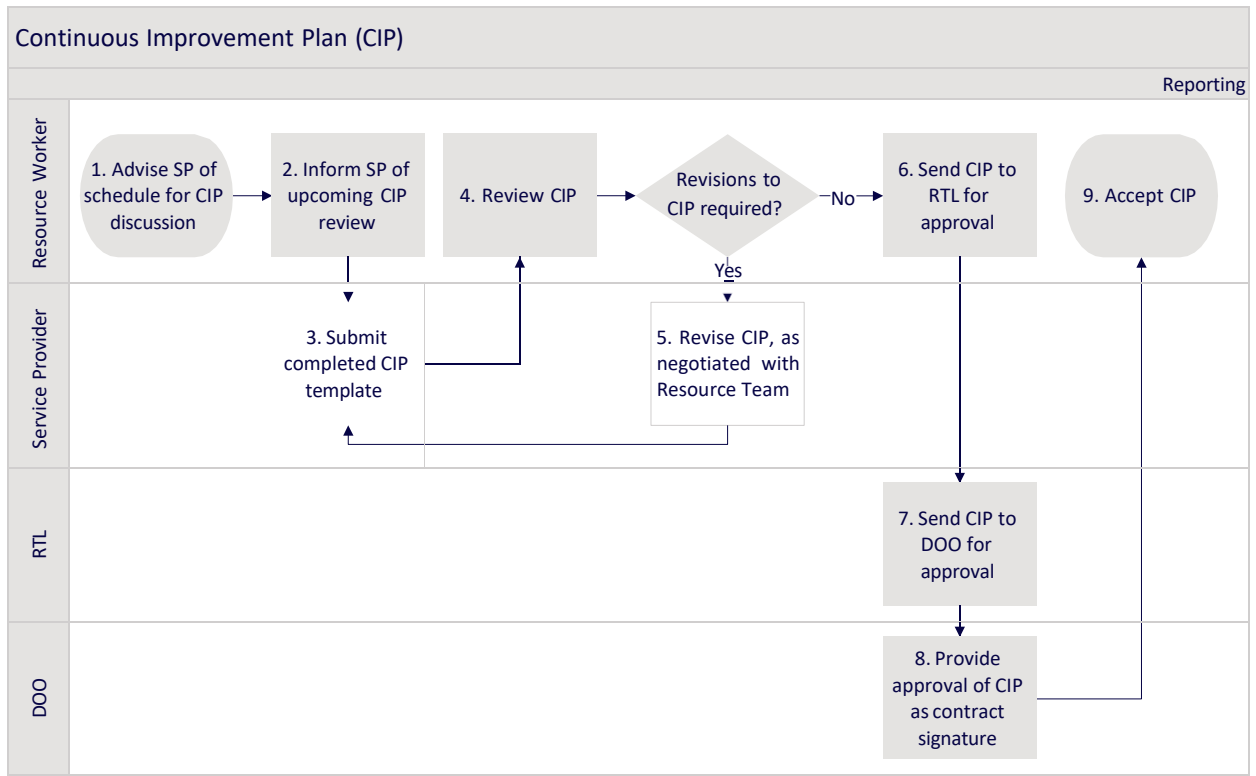 Continuous Improvement Plan (CIP)
Reporting
Resource Worker
1. Advise SP of
schedule for CIP
discussion
2. Inform SP of
upcoming CIP
review
4. Review CIP
Revisions to
CIP required?
No
6. Send CIP to
RTL for
approval
9. Accept CIP
Yes
Service Provider
3. Submit
completed CIP
template
5. Revise CIP, as
negotiated with
Resource Team
RTL
7. Send CIP to
DOO for
approval
DOO
8. Provide
approval of CIP
as contract
signature